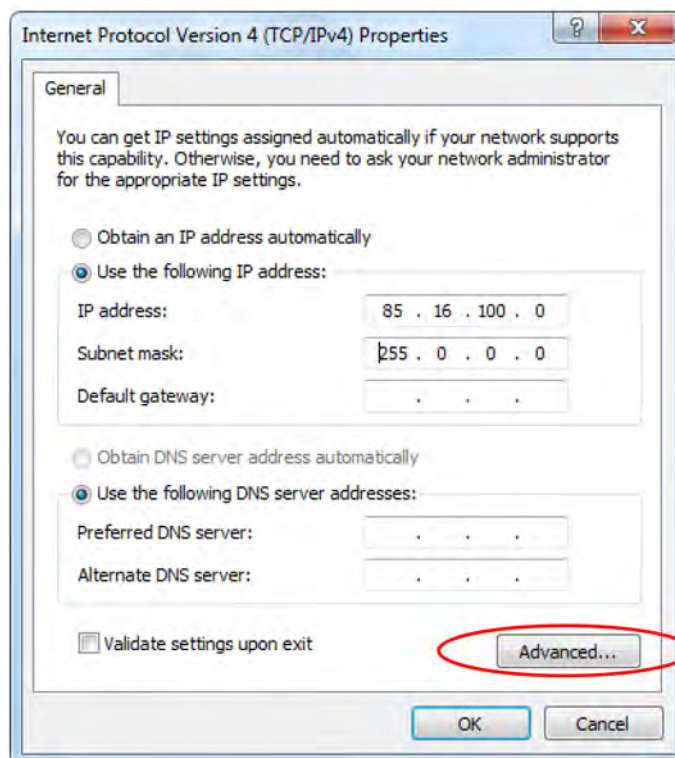 Internet Protocol Version 4 (TCP/IPv4) Properties
?
X
General
You can get IP settings assigned automatically if your network supports
this capability. Otherwise, you need to ask your network administrator
for the appropriate IP settings.
Obtain an IP address automatically
Use the following IP address:
IP address: 85 . 16 . 100 . 0
Subnet mask: 255 . 0 . 0 . 0
Default gateway: . . .
Obtain DNS server address automatically
Use the following DNS server addresses:
Preferred DNS server: . . .
Alternate DNS server: . . .
Validate settings upon exit
Advanced...
OK Cancel